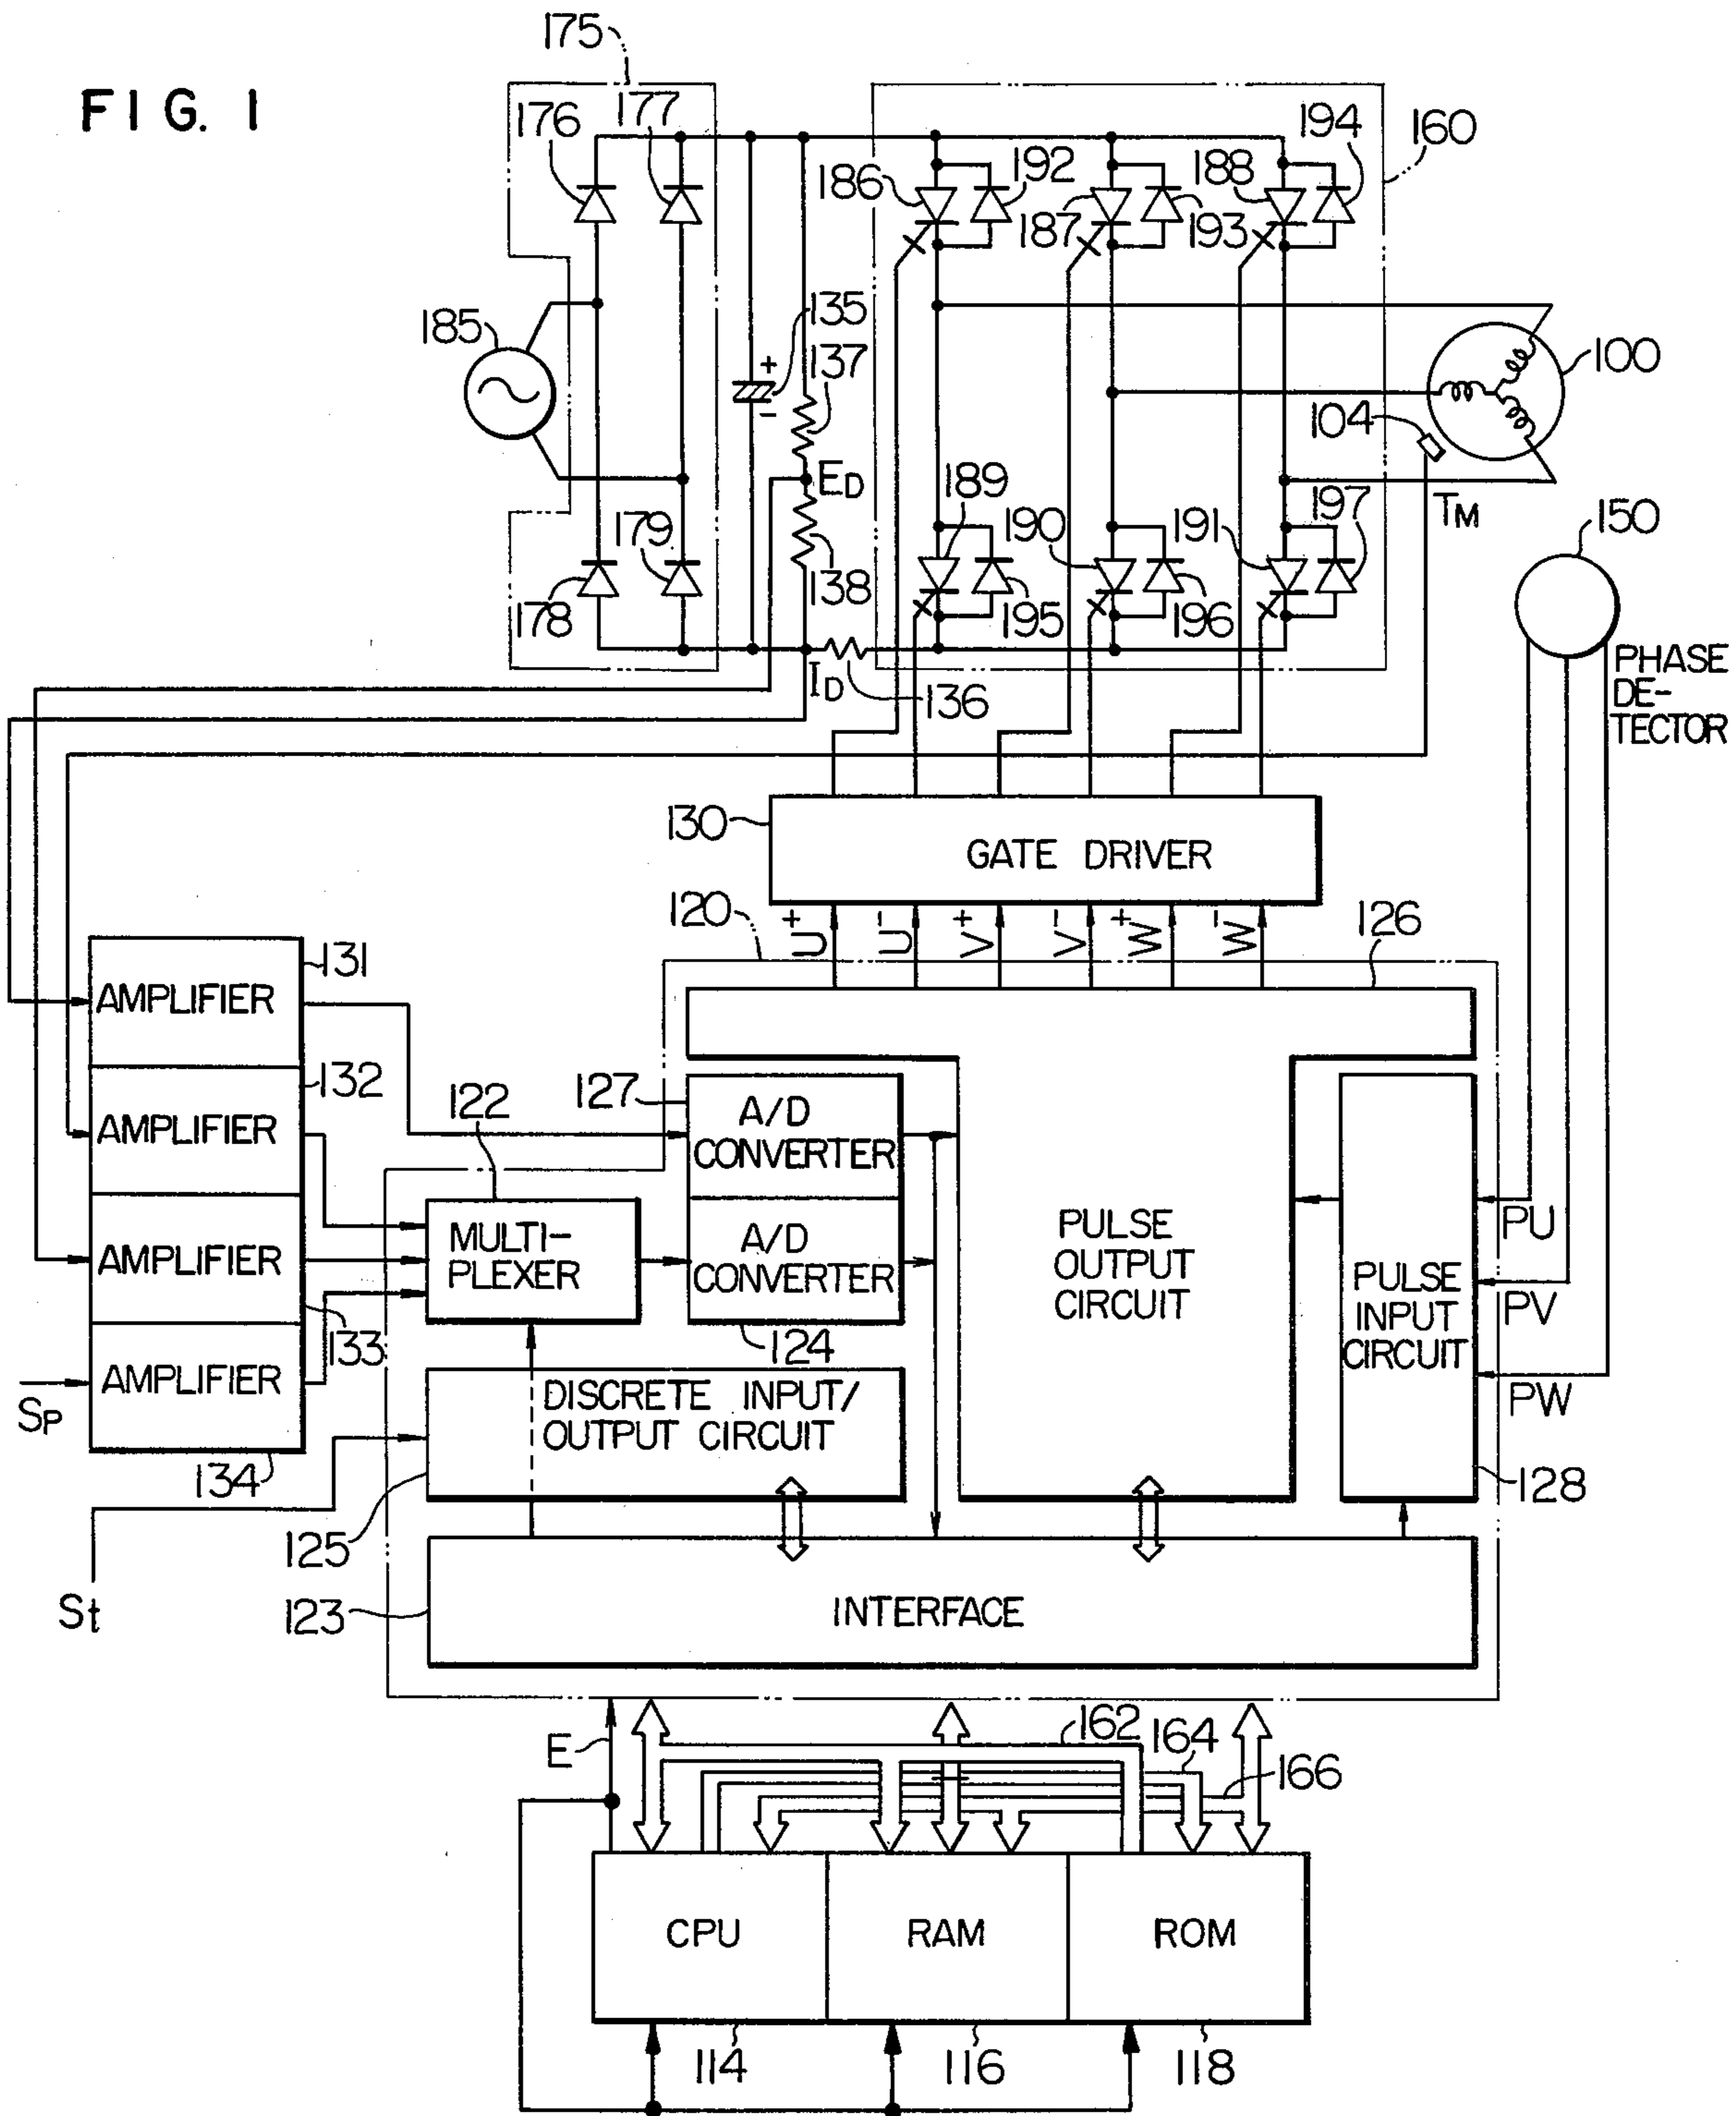 FIG. 1
175
176
177
186
192
187
193
188
194
160
185
135
+
-
137
ED
138
178
179
189
195
190
196
191
197
100
104
TM
150
PHASE
DE-
TECTOR
ID
136
130
GATE DRIVER
120
U+
U-
V+
V-
W+
W-
126
131
AMPLIFIER
132
AMPLIFIER
AMPLIFIER
133
AMPLIFIER
134
SP
St
122
MULTI-
PLEXER
127
A/D
CONVERTER
A/D
CONVERTER
124
PULSE
OUTPUT
CIRCUIT
PULSE
INPUT
CIRCUIT
PU
PV
PW
128
DISCRETE INPUT/
OUTPUT CIRCUIT
125
123
INTERFACE
E
162
164
166
CPU
RAM
ROM
114
116
118